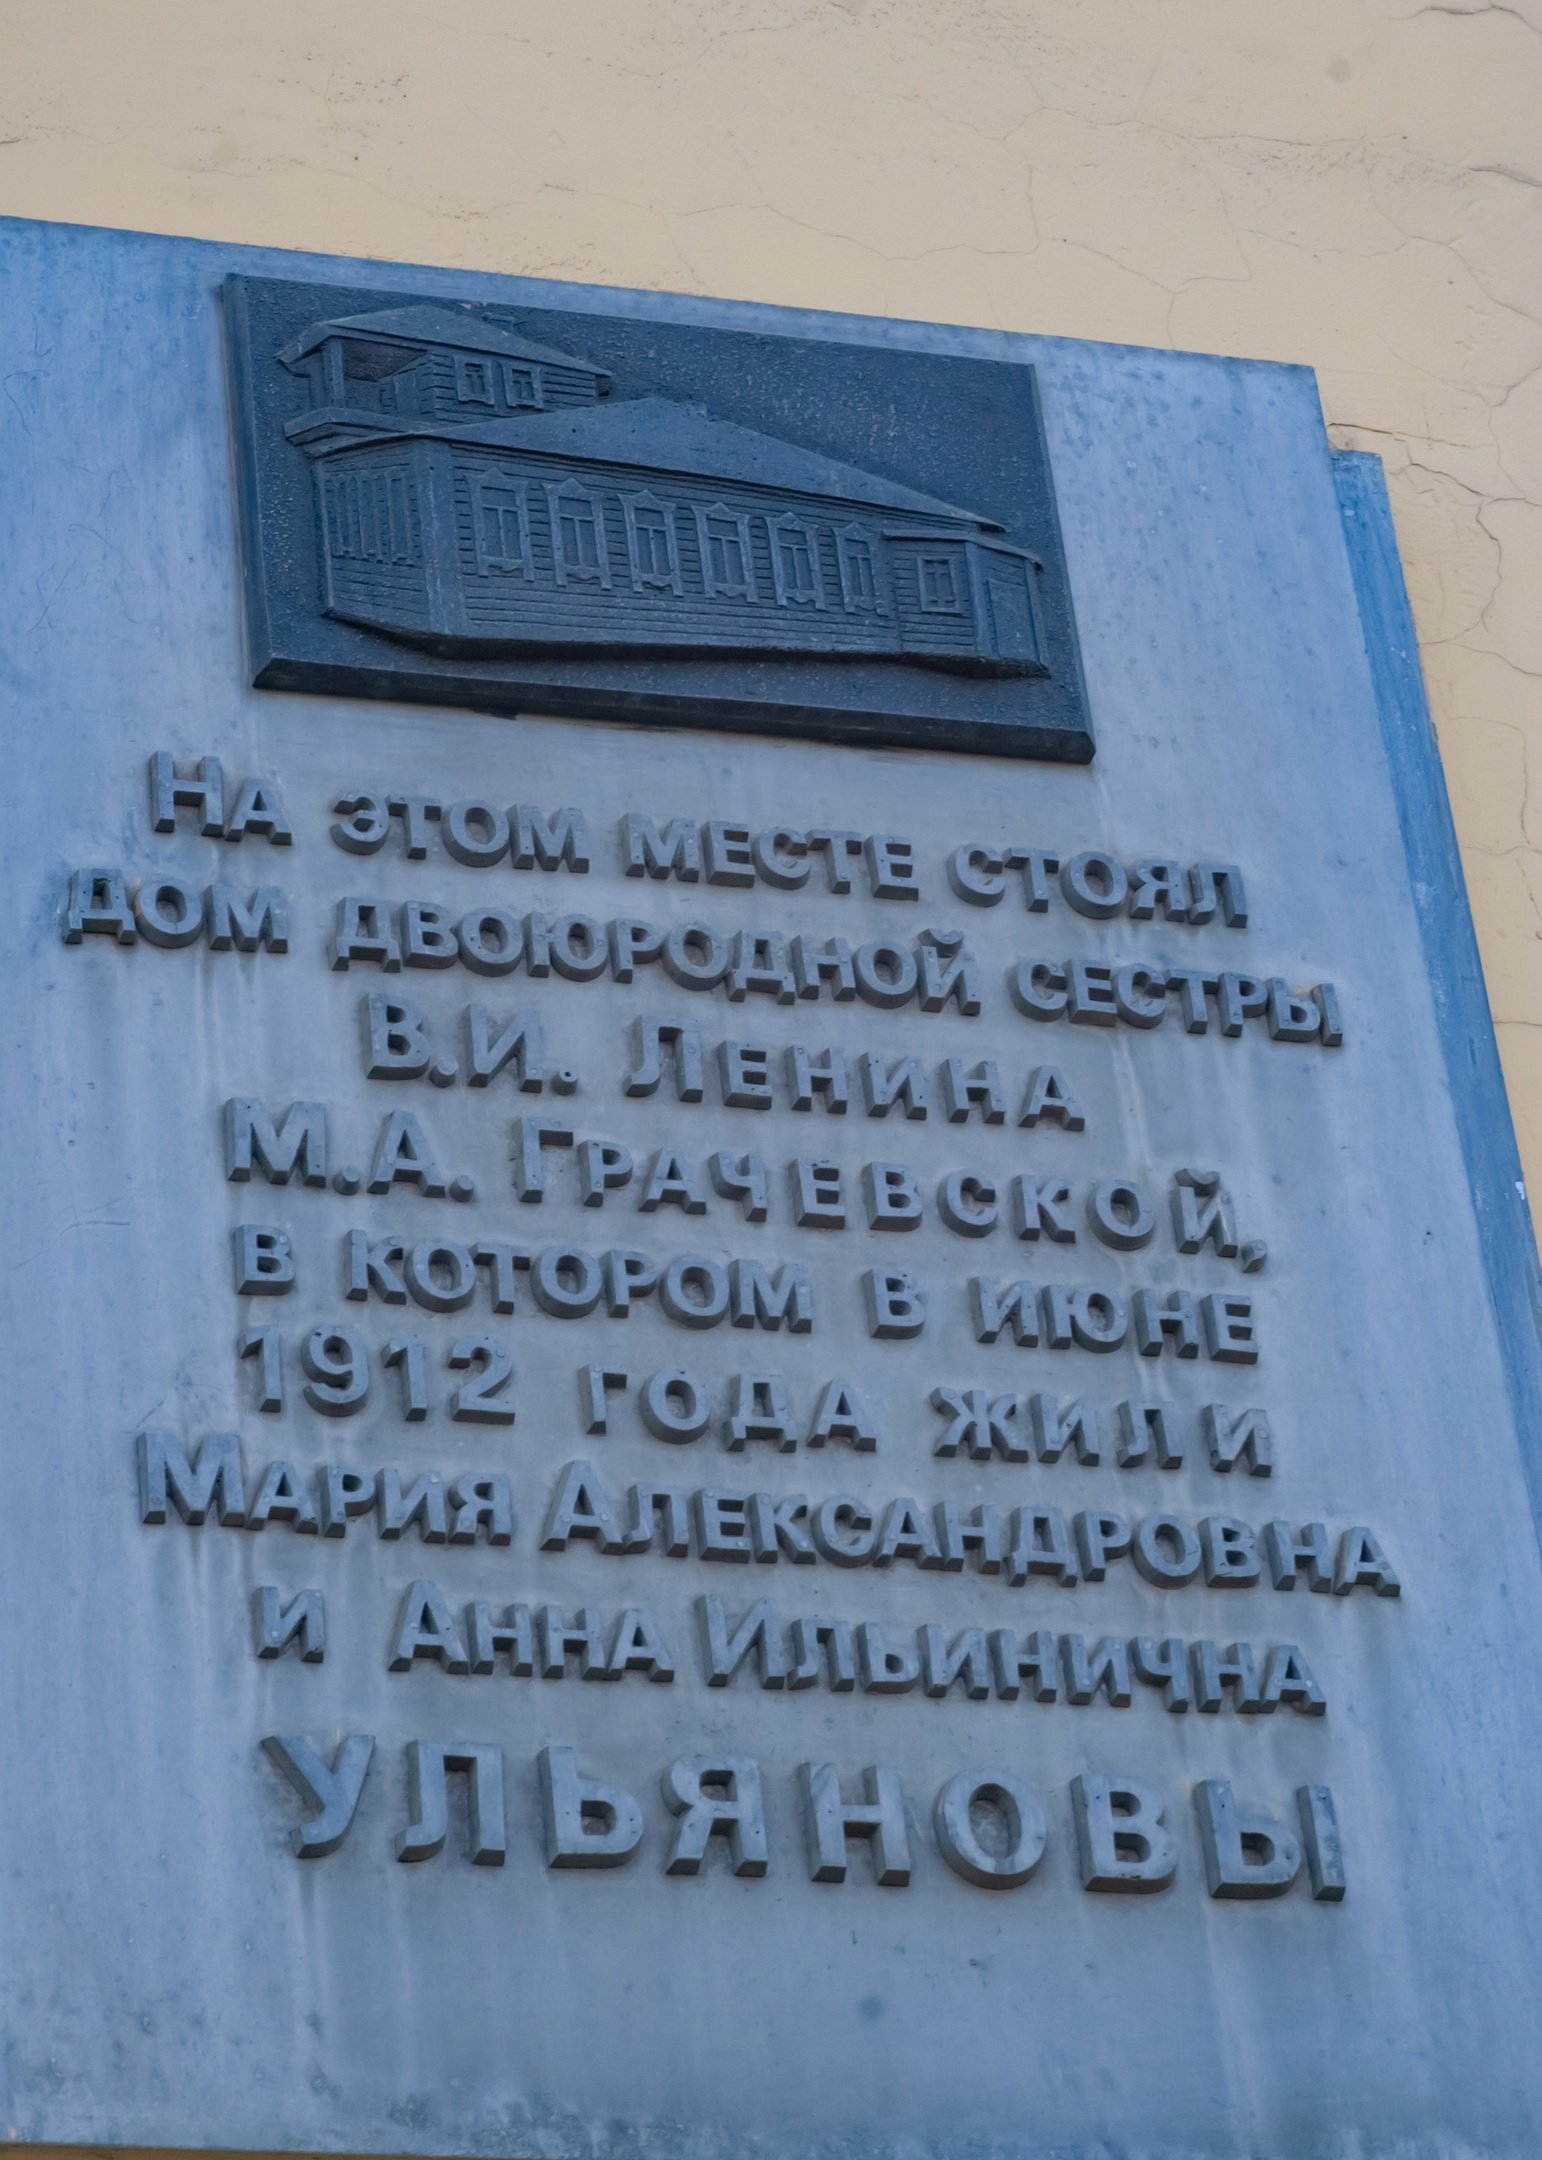 На этом месте стоял
дом двоюродной сестры
В.И. Ленина
М.А. Грачевской,
в котором в июне
1912 года жили
Мария Александровна
и Анна Ильинична
УЛЬЯНОВЫ